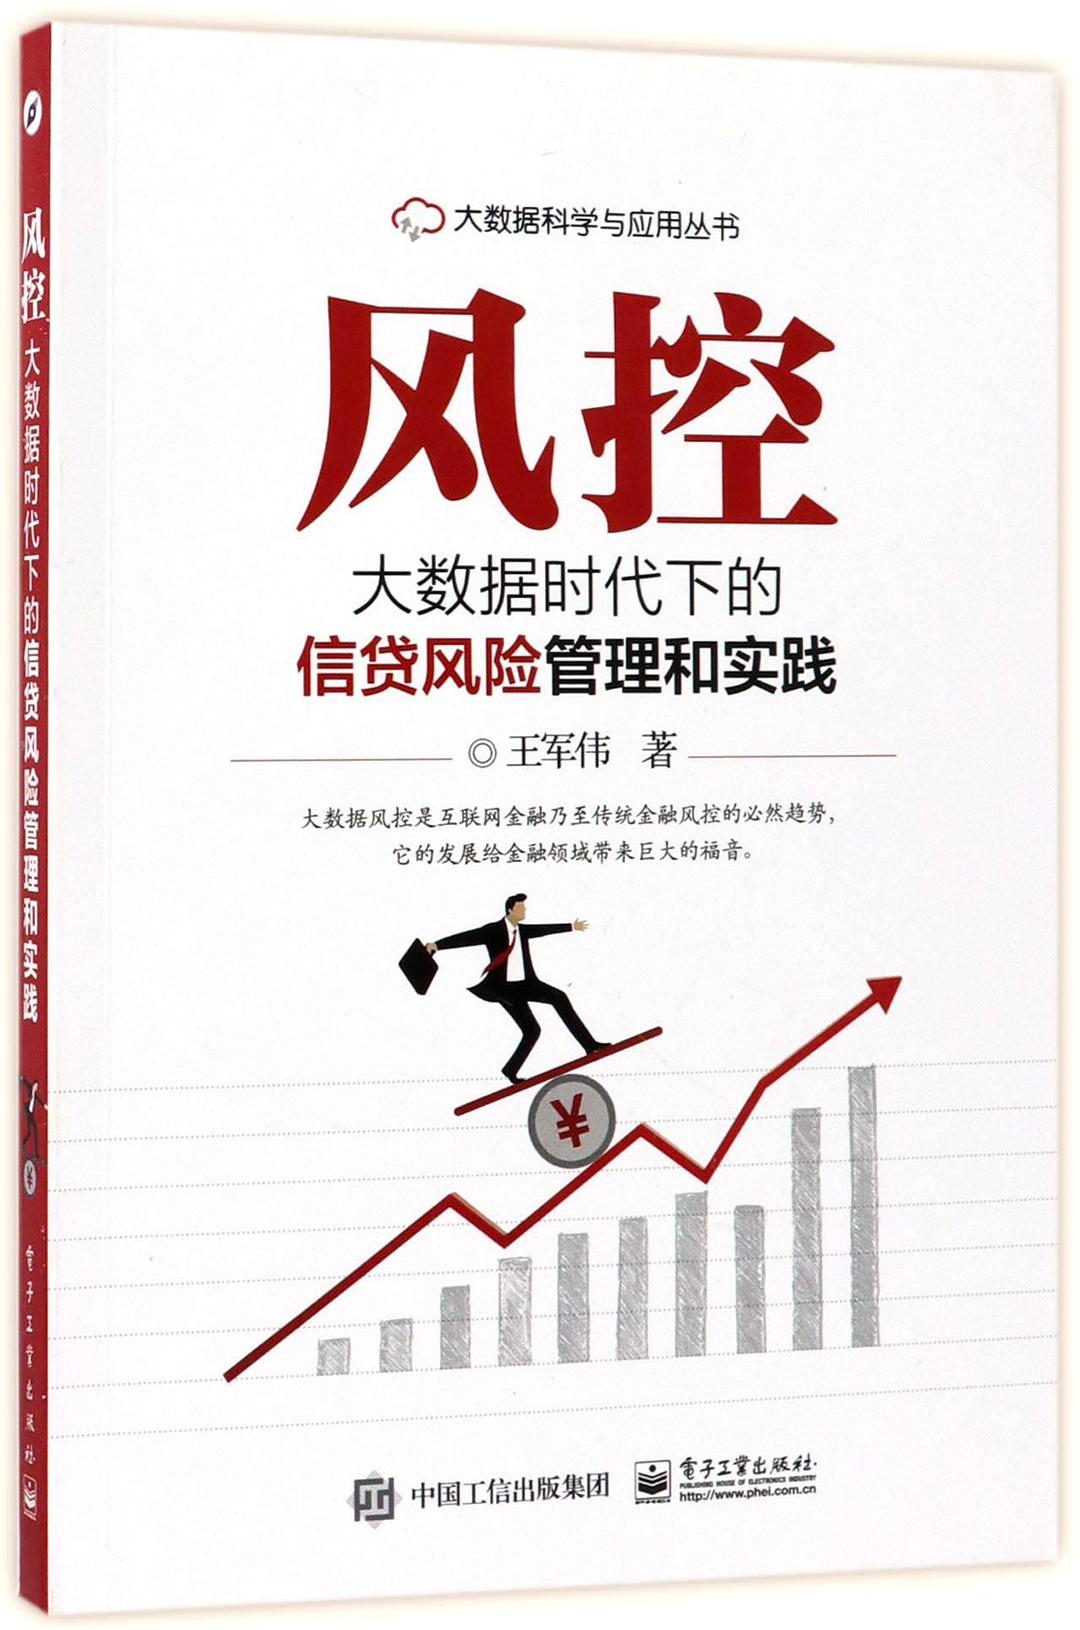 大数据科学与应用丛书
风控
大数据时代下的
信贷风险管理和实践
◎ 王军伟 著
大数据风控是互联网金融乃至传统金融风控的必然趋势，
它的发展给金融领域带来巨大的福音。
¥
中国工信出版集团
電子工業出版社
PUBLISHING HOUSE OF ELECTRONICS INDUSTRY
http://www.phei.com.cn
PHEI
风控
大数据时代下的信贷风险管理和实践
¥
電子工業出版社